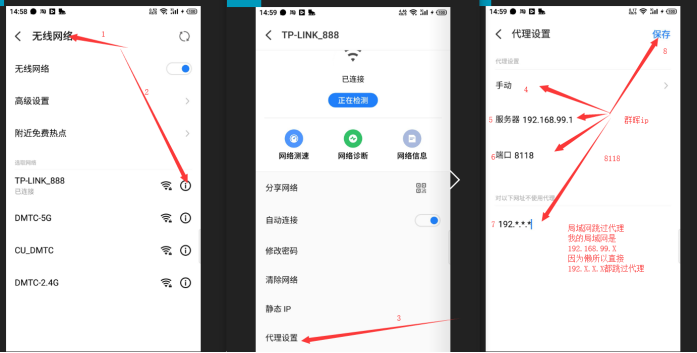 14:58
无线网络
1
无线网络
2
高级设置
附近免费热点
选取网络
TP-LINK_888
已连接
DMTC-5G
CU_DMTC
DMTC-2.4G
14:59
TP-LINK_888
已连接
正在检测
网络测速
网络诊断
网络信息
分享网络
自动连接
修改密码
清除网络
静态 IP
3
代理设置
14:59
代理设置
保存
8
代理设置
手动
4
5 服务器 192.168.99.1
群晖ip
6 端口 8118
8118
对以下网址不使用代理
7 192.*.*.*
局域网跳过代理
我的局域网是
192.168.99.X
因为懒所以直接
192.X.X.X都跳过代理